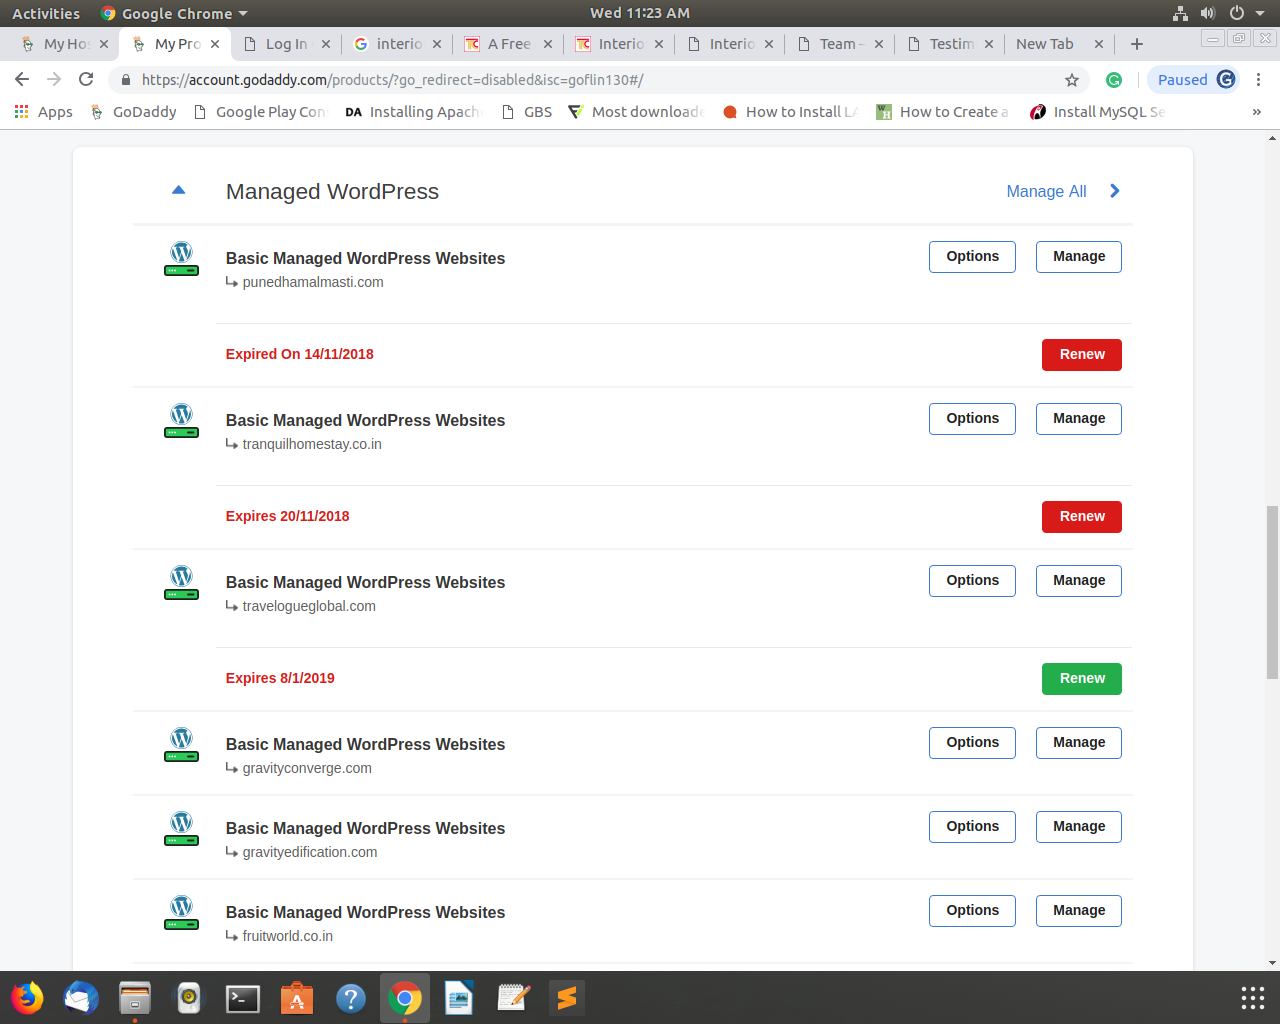 Activities
Google Chrome
Wed 11:23 AM
My Hos
My Pro
Log In
interio
A Free
Interio
Interio
Team –
Testim
New Tab
https://account.godaddy.com/products/?go_redirect=disabled&isc=goflin130#/
Paused
Apps
GoDaddy
Google Play Con
DA Installing Apach
GBS
Most download
How to Install LA
How to Create a
Install MySQL Se
»
Managed WordPress
Manage All
Basic Managed WordPress Websites
Options
Manage
punedhamalmasti.com
Expired On 14/11/2018
Renew
Basic Managed WordPress Websites
Options
Manage
tranquilhomestay.co.in
Expires 20/11/2018
Renew
Basic Managed WordPress Websites
Options
Manage
travelogueglobal.com
Expires 8/1/2019
Renew
Basic Managed WordPress Websites
Options
Manage
gravityconverge.com
Basic Managed WordPress Websites
Options
Manage
gravityedification.com
Basic Managed WordPress Websites
Options
Manage
fruitworld.co.in